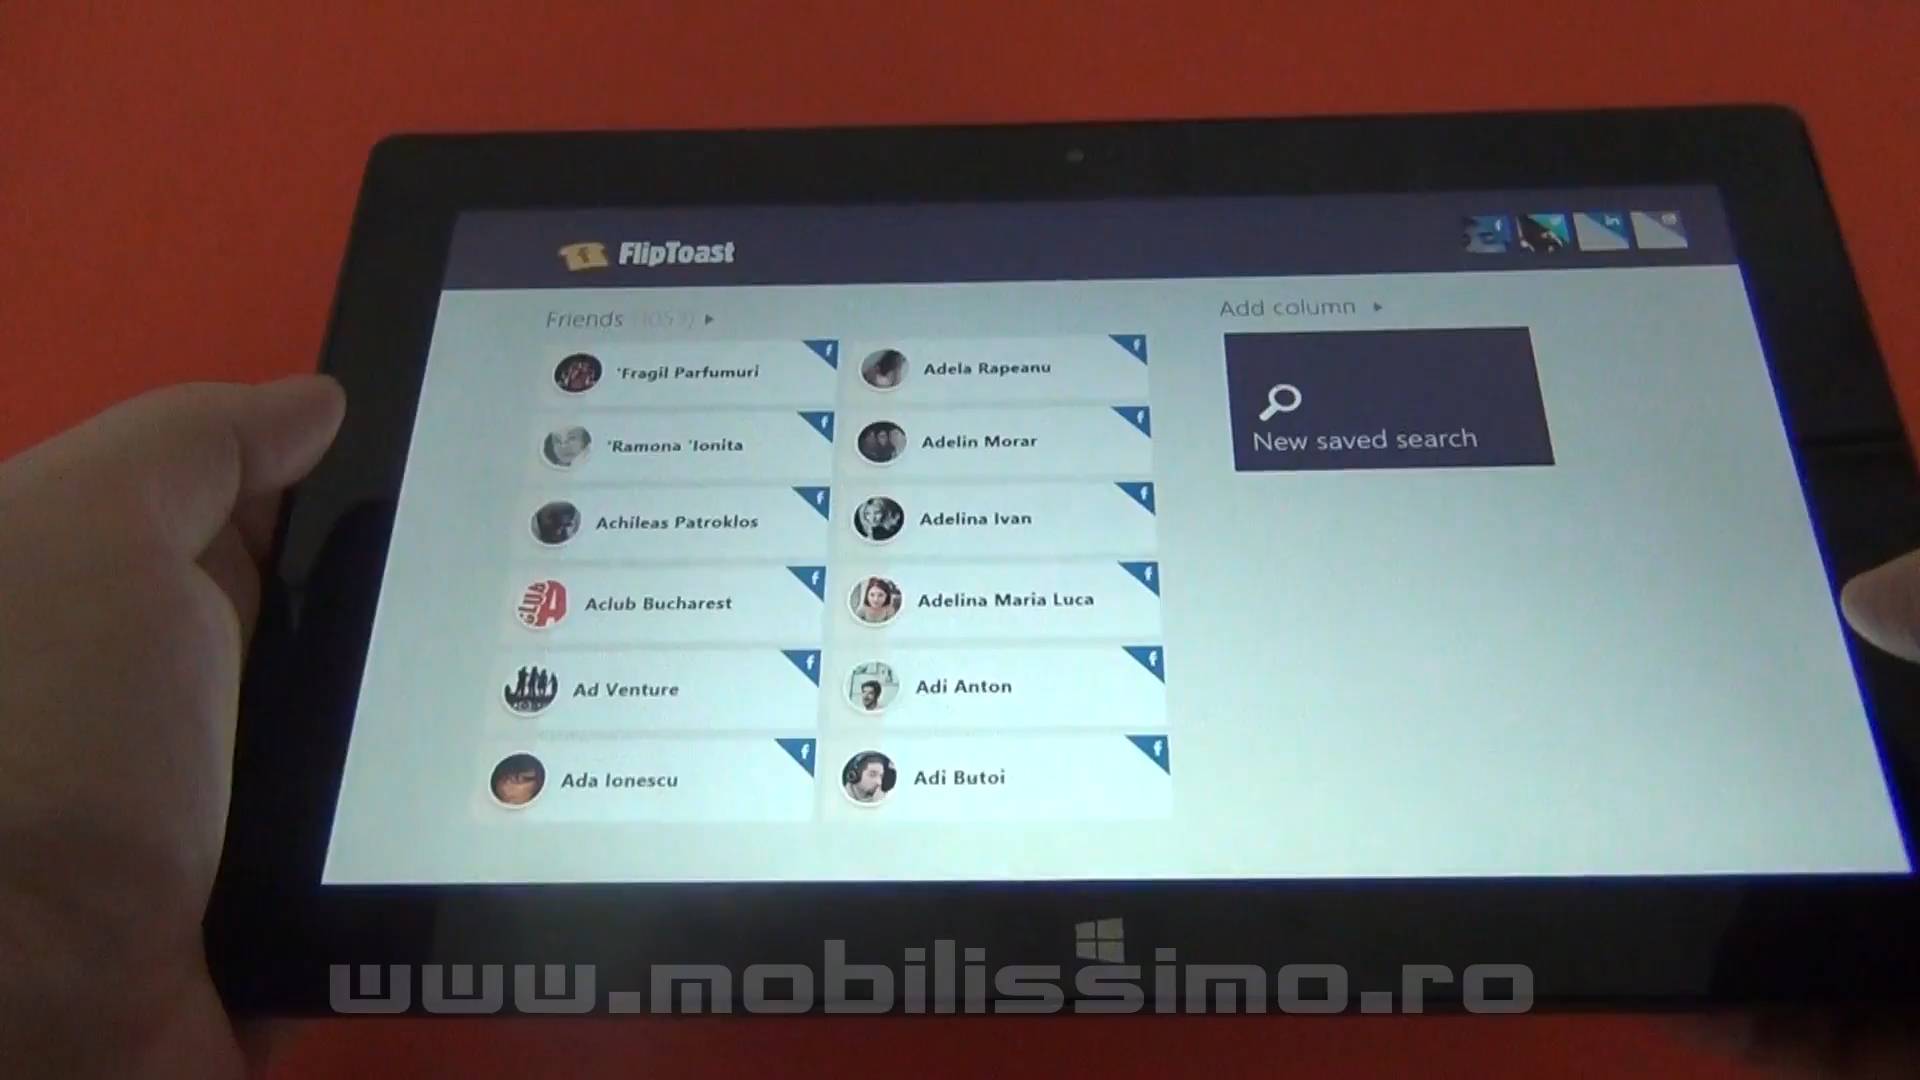 FlipToast
Friends (1053) ▸
Add column ▸
'Fragil Parfumuri
Adela Rapeanu
New saved search
'Ramona 'Ionita
Adelin Morar
Achileas Patroklos
Adelina Ivan
Aclub Bucharest
Adelina Maria Luca
Ad Venture
Adi Anton
Ada Ionescu
Adi Butoi
www.mobilissimo.ro